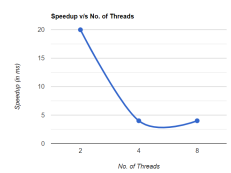 Speedup v/s No. of Threads
20
15
10
5
0
Speedup (in ms)
2 4 8
No. of Threads